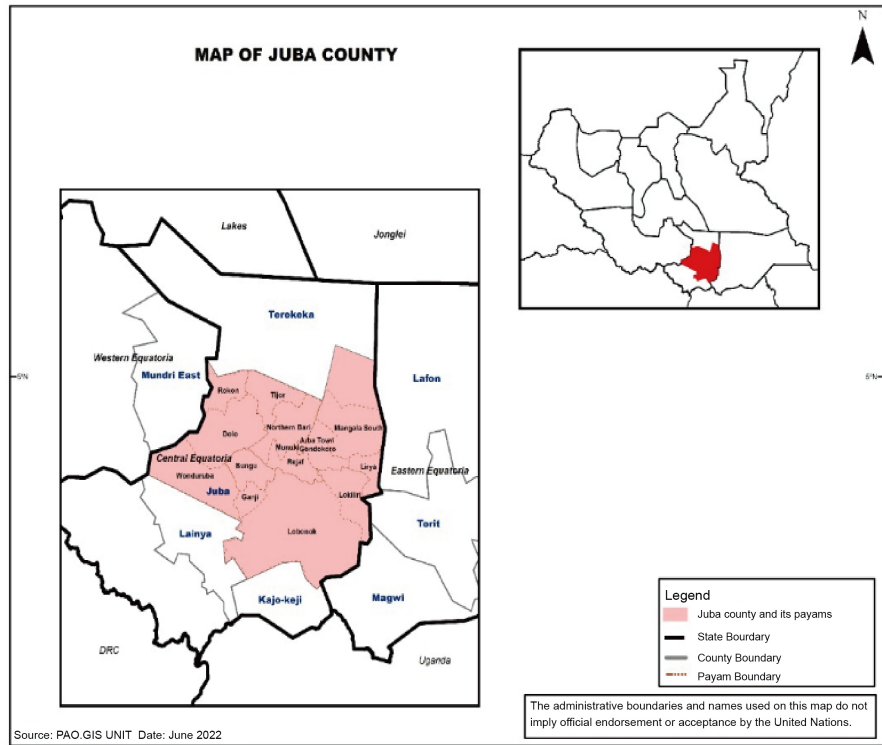 N
MAP OF JUBA COUNTY
Lakes
Jonglei
Terekeka
Western Equatoria
Mundri East
5°N
5°N
Lafon
Rokon
Tijor
Northern Bari
Mangala South
Dolo
Juba Town
Munuki
Gondokoro
Central Equatoria
Rejaf
Bungu
Lirya
Eastern Equatoria
Wonduruba
Juba
Ganji
Lokiliri
Torit
Lainya
Lobonok
Kajo-keji
Magwi
DRC
Uganda
Legend
Juba county and its payams
State Bourdary
County Boundary
Payam Boundary
The administrative boundaries and names used on this map do not
imply official endorsement or acceptance by the United Nations.
Source: PAO.GIS UNIT Date: June 2022